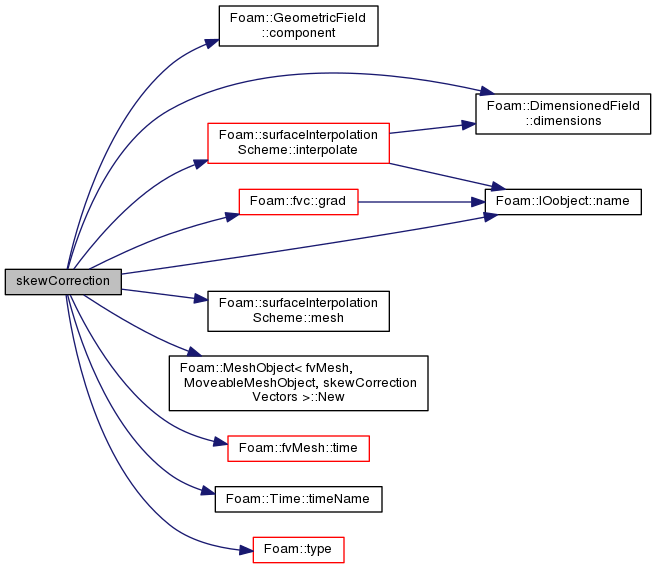 Foam::GeometricField
::component
Foam::DimensionedField
::dimensions
Foam::surfaceInterpolation
Scheme::interpolate
Foam::fvc::grad
Foam::IOobject::name
skewCorrection
Foam::surfaceInterpolation
Scheme::mesh
Foam::MeshObject< fvMesh,
MoveableMeshObject, skewCorrection
Vectors >::New
Foam::fvMesh::time
Foam::Time::timeName
Foam::type